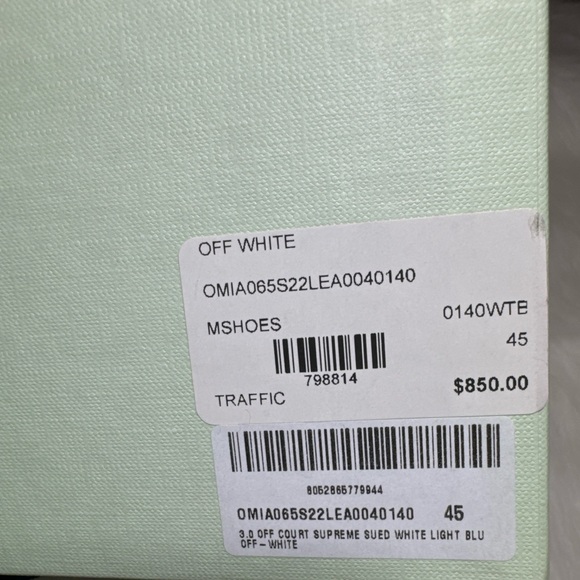 OFF WHITE
OMIA065S22LEA0040140
MSHOES 0140WTB
45
798814
TRAFFIC $850.00
8052865779944
OMIA065S22LEA0040140 45
3.0 OFF COURT SUPREME SUED WHITE LIGHT BLU
OFF-WHITE